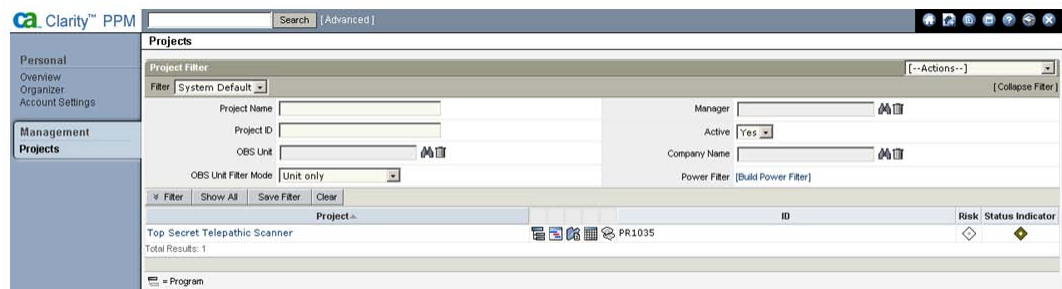 ca Clarity™ PPM
Search [Advanced]
Personal
Overview
Organizer
Account Settings
Management
Projects
Projects
Project Filter
[--Actions--]
Filter System Default
[Collapse Filter]
Project Name
Manager
Project ID
Active Yes
OBS Unit
Company Name
OBS Unit Filter Mode Unit only
Power Filter [Build Power Filter]
Filter Show All Save Filter Clear
Project ID Risk Status Indicator
Top Secret Telepathic Scanner PR1035
Total Results: 1
= Program